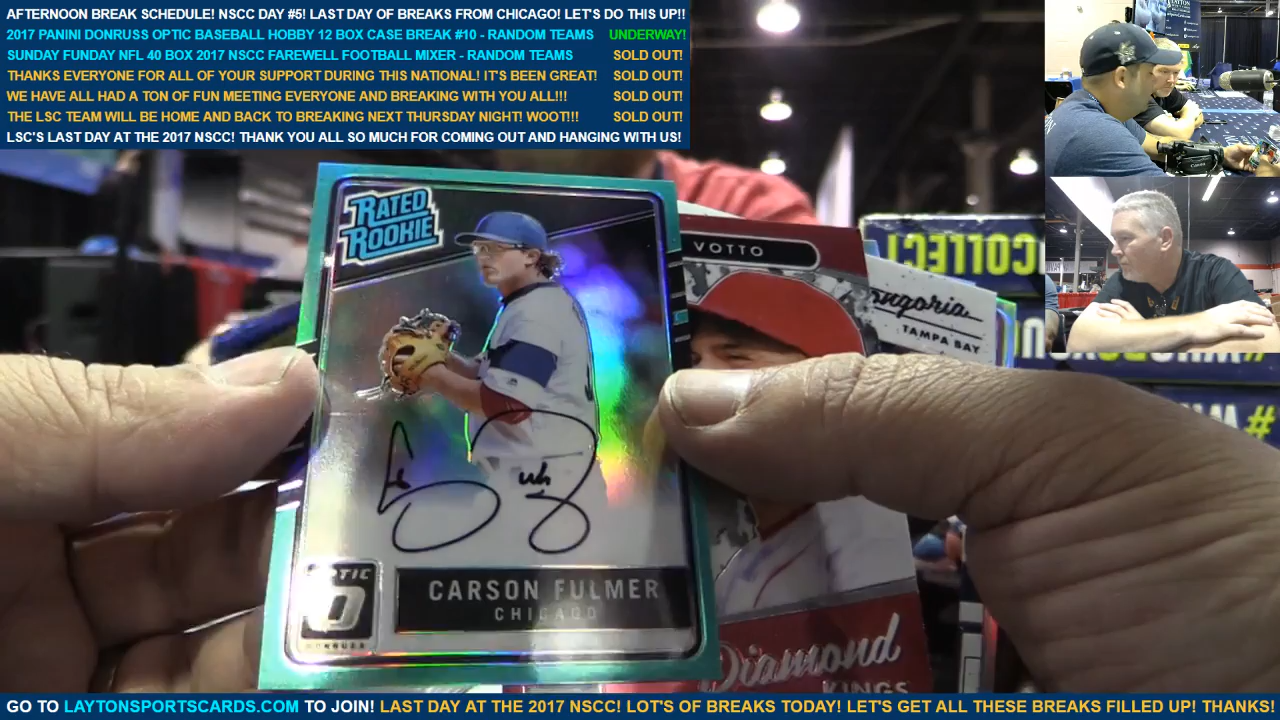 AFTERNOON BREAK SCHEDULE! NSCC DAY #5! LAST DAY OF BREAKS FROM CHICAGO! LET'S DO THIS UP!!
2017 PANINI DONRUSS OPTIC BASEBALL HOBBY 12 BOX CASE BREAK #10 - RANDOM TEAMS UNDERWAY!
SUNDAY FUNDAY NFL 40 BOX 2017 NSCC FAREWELL FOOTBALL MIXER - RANDOM TEAMS SOLD OUT!
THANKS EVERYONE FOR ALL OF YOUR SUPPORT DURING THIS NATIONAL! IT'S BEEN GREAT! SOLD OUT!
WE HAVE ALL HAD A TON OF FUN MEETING EVERYONE AND BREAKING WITH YOU ALL!!! SOLD OUT!
THE LSC TEAM WILL BE HOME AND BACK TO BREAKING NEXT THURSDAY NIGHT! WOOT!!! SOLD OUT!
LSC'S LAST DAY AT THE 2017 NSCC! THANK YOU ALL SO MUCH FOR COMING OUT AND HANGING WITH US!
RATED
ROOKIE
VOTTO
COLLECT
TAMPA BAY
CARSON FULMER
CHICAGO
Diamond
KINGS
GO TO LAYTONSPORTSCARDS.COM TO JOIN! LAST DAY AT THE 2017 NSCC! LOT'S OF BREAKS TODAY! LET'S GET ALL THESE BREAKS FILLED UP! THANKS!